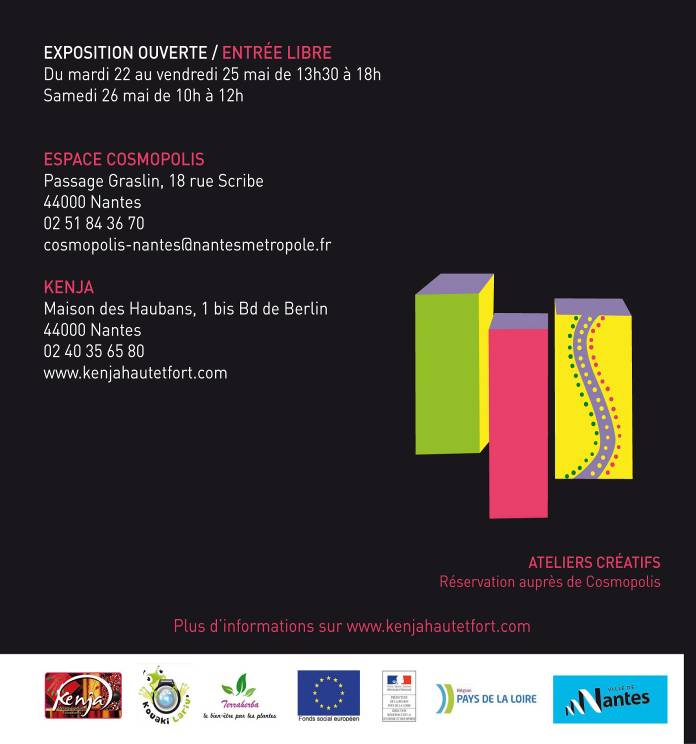 EXPOSITION OUVERTE / ENTRÉE LIBRE
Du mardi 22 au vendredi 25 mai de 13h30 à 18h
Samedi 26 mai de 10h à 12h
ESPACE COSMOPOLIS
Passage Graslin, 18 rue Scribe
44000 Nantes
02 51 84 36 70
cosmopolis-nantes@nantesmetropole.fr
KENJA
Maison des Haubans, 1 bis Bd de Berlin
44000 Nantes
02 40 35 65 80
www.kenjahautetfort.com
ATELIERS CRÉATIFS
Réservation auprès de Cosmopolis
Plus d'informations sur www.kenjahautetfort.com
Kenja
Kouaki Lariu'
Terraherba
le bien-être par les plantes
Fonds social européen
Région
PAYS DE LA LOIRE
VILLE DE
Nantes